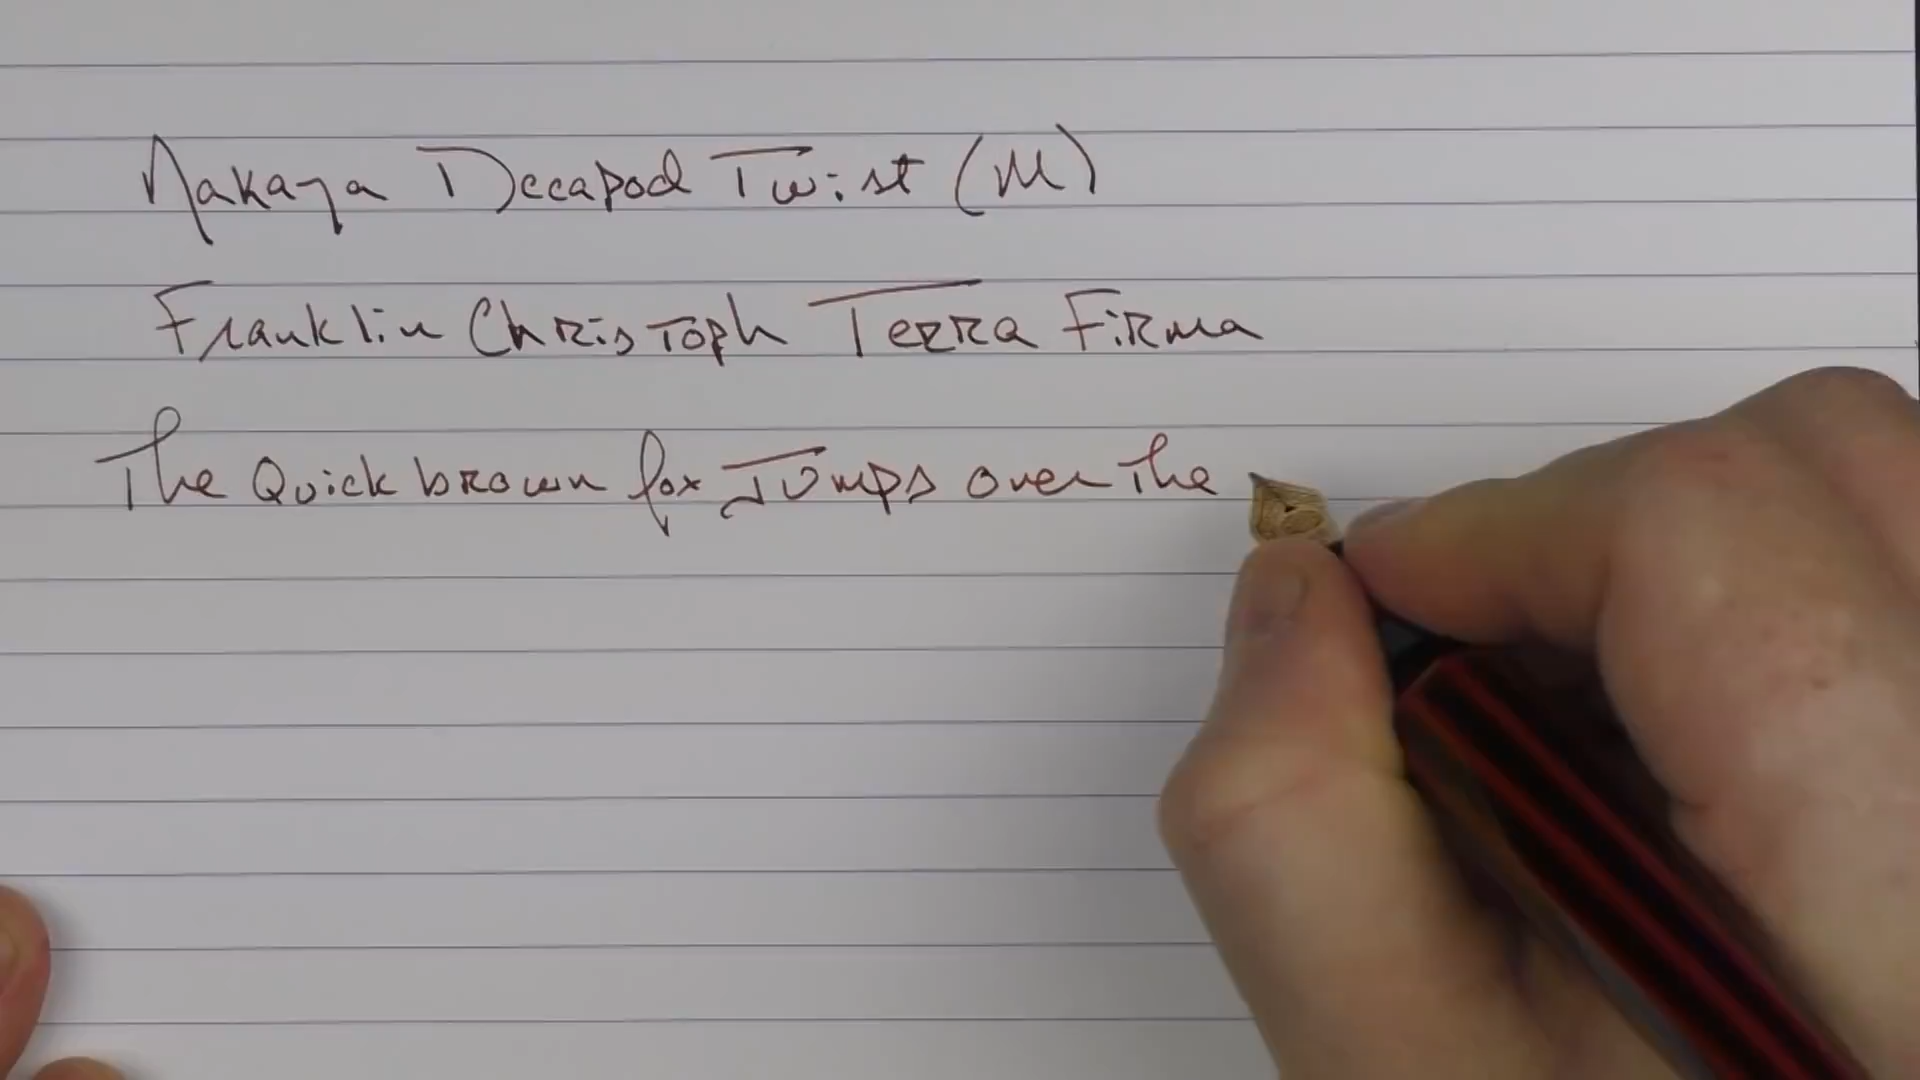 Nakaya Decapod Twist (M)
Franklin Christoph Terra Firma
The Quick brown fox Jumps over the